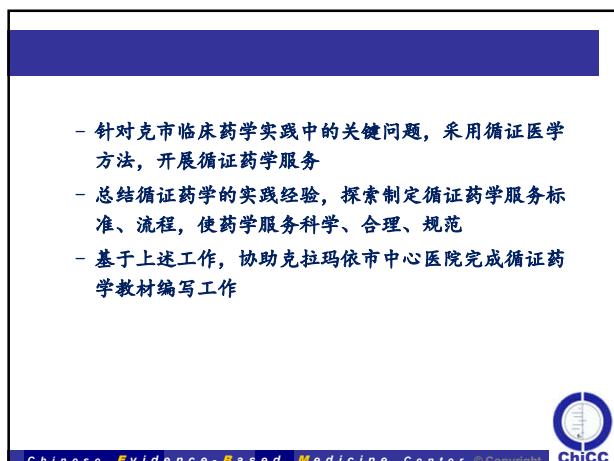 – 针对克市临床药学实践中的关键问题，采用循证医学
方法，开展循证药学服务
– 总结循证药学的实践经验，探索制定循证药学服务标
准、流程，使药学服务科学、合理、规范
– 基于上述工作，协助克拉玛依市中心医院完成循证药
学教材编写工作
Chinese Evidence-Based Medicine Center © Copyright
ChiCC